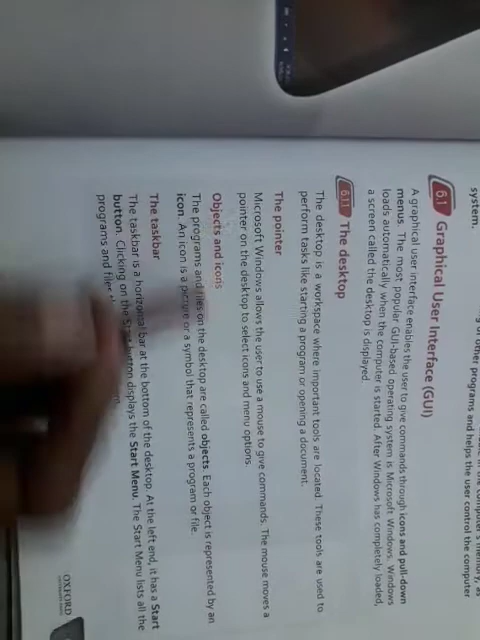 computer's memory, as
other programs and helps the user control the computer
system.
6.1 Graphical User Interface (GUI)
A graphical user interface enables the user to give commands through icons and pull-down
menus. The most popular GUI-based operating system is Microsoft Windows. Windows
loads automatically when the computer is started. After Windows has completely loaded,
a screen called the desktop is displayed.
6.1.1 The desktop
The desktop is a workspace where important tools are located. These tools are used to
perform tasks like starting a program or opening a document.
The pointer
Microsoft Windows allows the user to use a mouse to give commands. The mouse moves a
pointer on the desktop to select icons and menu options.
Objects and icons
The programs and files on the desktop are called objects. Each object is represented by an
icon. An icon is a picture or a symbol that represents a program or file.
The taskbar
The taskbar is a horizontal bar at the bottom of the desktop. At the left end, it has a Start
button. Clicking on the Start button displays the Start Menu. The Start Menu lists all the
programs and files
OXFORD